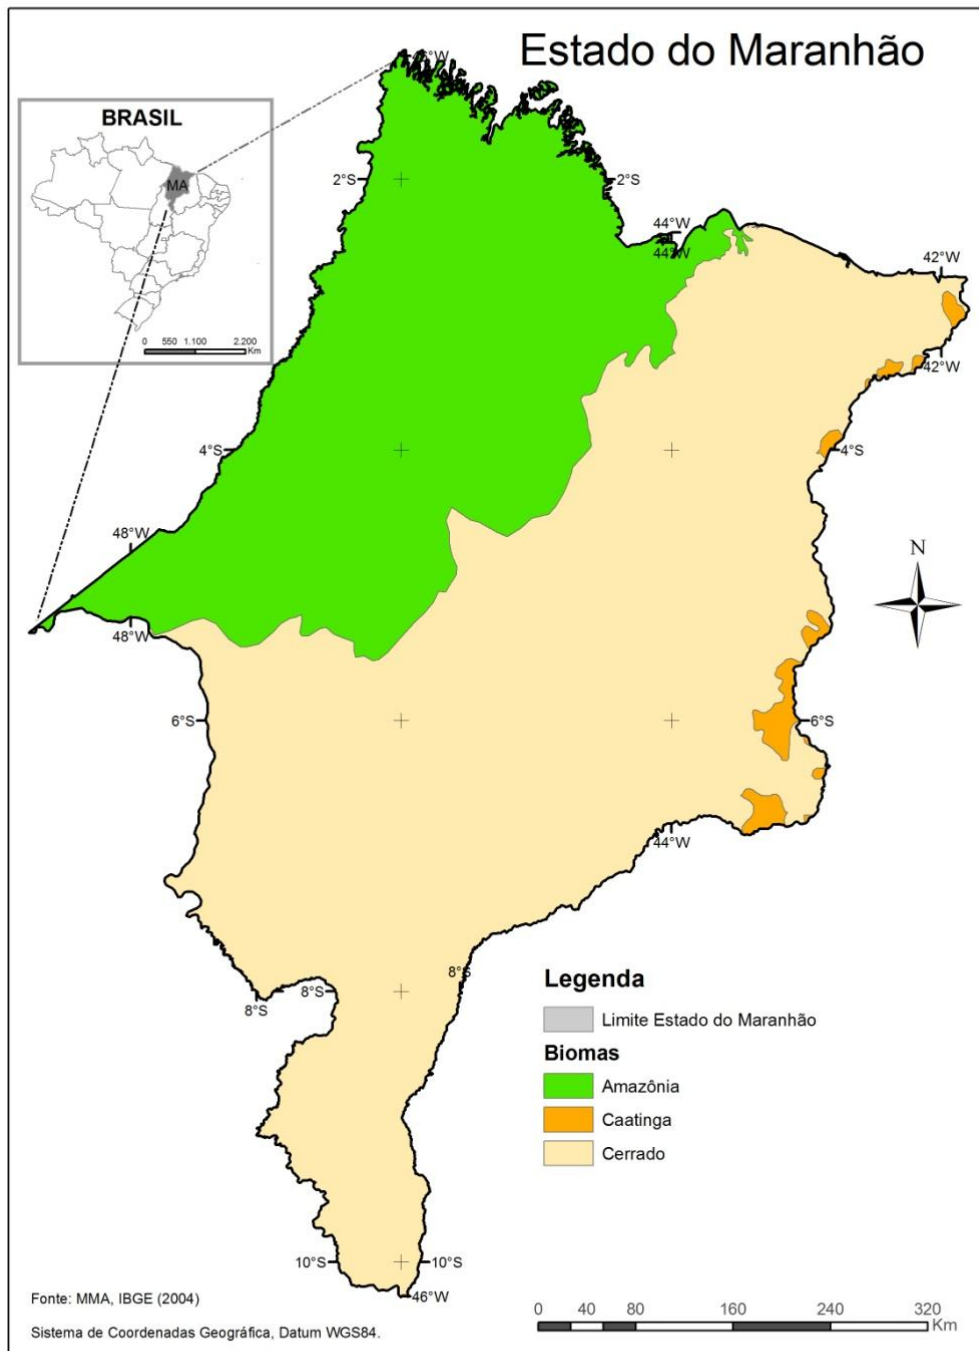 Estado do Maranhão
46°W
BRASIL
MA
0 550 1.100 2.200
Km
2°S
2°S
44°W
44°W
42°W
42°W
4°S
4°S
48°W
48°W
N
6°S
6°S
44°W
8°S
8°S
8°S
10°S
10°S
46°W
Legenda
Limite Estado do Maranhão
Biomas
Amazônia
Caatinga
Cerrado
Fonte: MMA, IBGE (2004)
Sistema de Coordenadas Geográfica, Datum WGS84.
0 40 80 160 240 320
Km